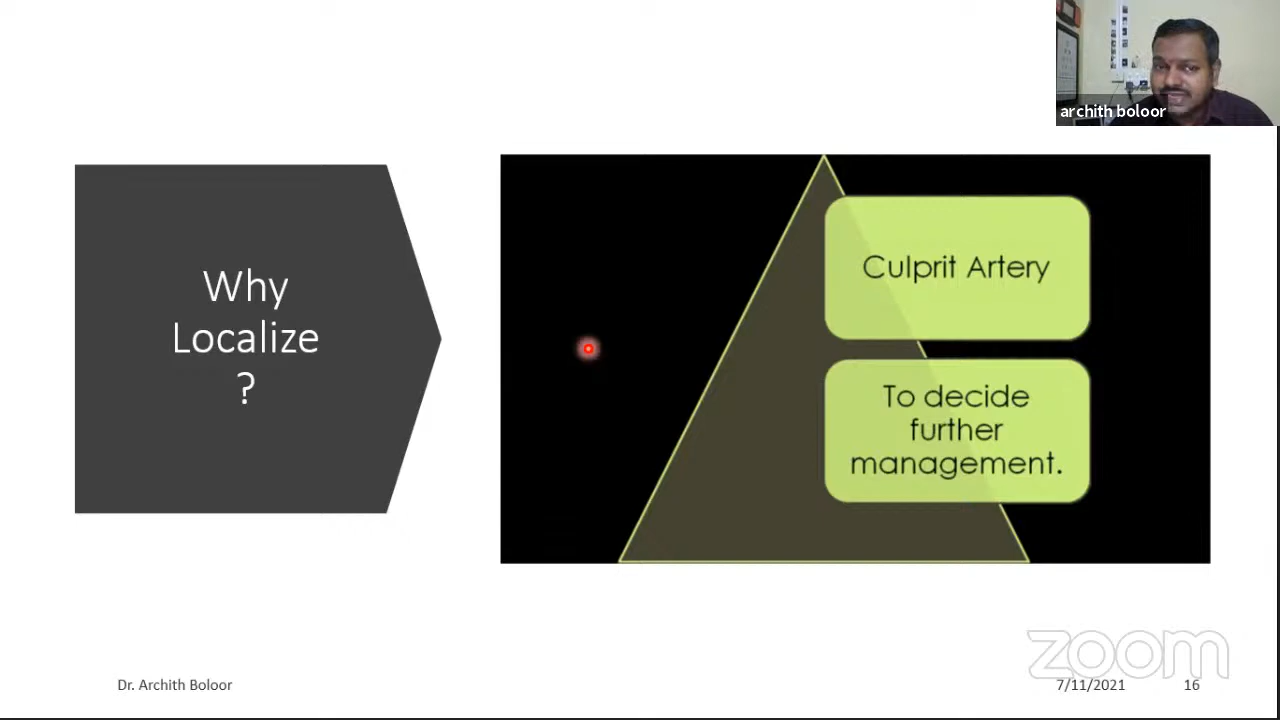 archith boloor
Why
Localize
?
Culprit Artery
To decide
further
management.
zoom
Dr. Archith Boloor
7/11/2021
16